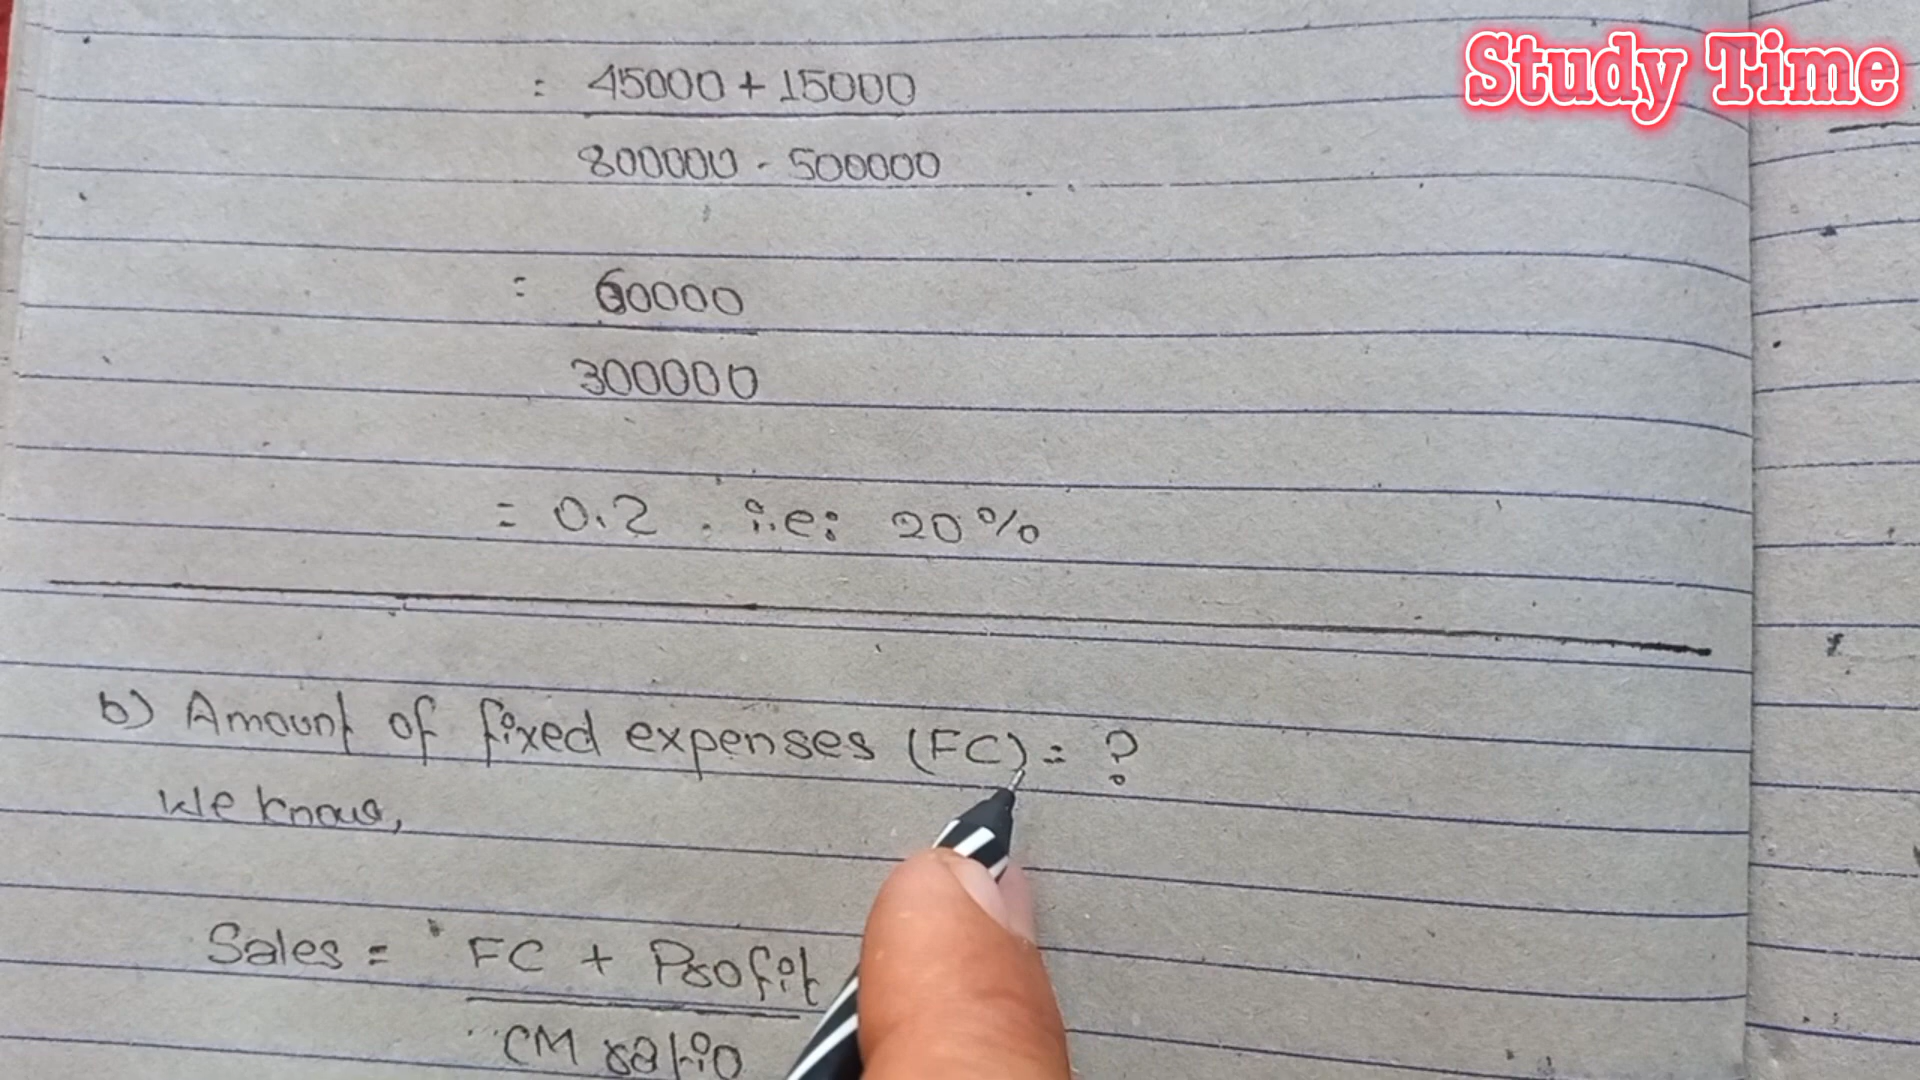 Study Time
= 45000 + 15000
800000 - 500000
= 60000
300000
= 0.2 i.e: 20%
b) Amount of fixed expenses (FC) = ?
We know,
Sales = FC + Profit
CM ratio